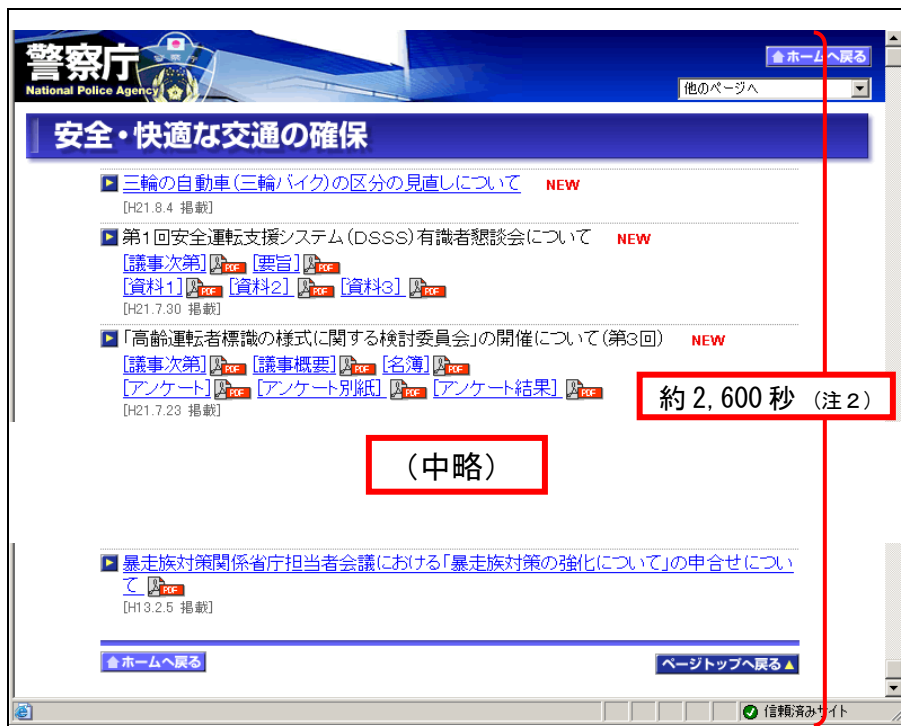 警察庁
National Police Agency
ホームへ戻る
他のページへ
安全・快適な交通の確保
三輪の自動車(三輪バイク)の区分の見直しについて NEW
[H21.8.4 掲載]
第1回安全運転支援システム(DSSS)有識者懇談会について NEW
[議事次第] PDF [要旨] PDF
[資料1] PDF [資料2] PDF [資料3] PDF
[H21.7.30 掲載]
「高齢運転者標識の様式に関する検討委員会」の開催について(第3回) NEW
[議事次第] PDF [議事概要] PDF [名簿] PDF
[アンケート] PDF [アンケート別紙] PDF [アンケート結果] PDF
[H21.7.23 掲載]
約2,600秒 (注2)
(中略)
暴走族対策関係省庁担当者会議における「暴走族対策の強化について」の申合せについ
て PDF
[H13.2.5 掲載]
ホームへ戻る
ページトップへ戻る▲
信頼済みサイト